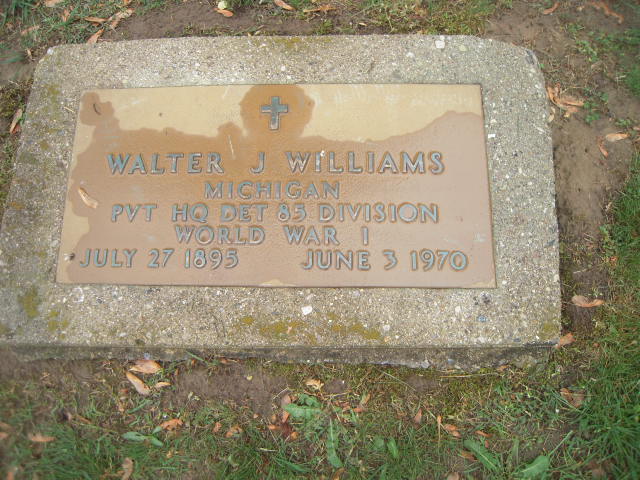 WALTER J WILLIAMS
MICHIGAN
PVT HQ DET 85 DIVISION
WORLD WAR I
JULY 27 1895 JUNE 3 1970